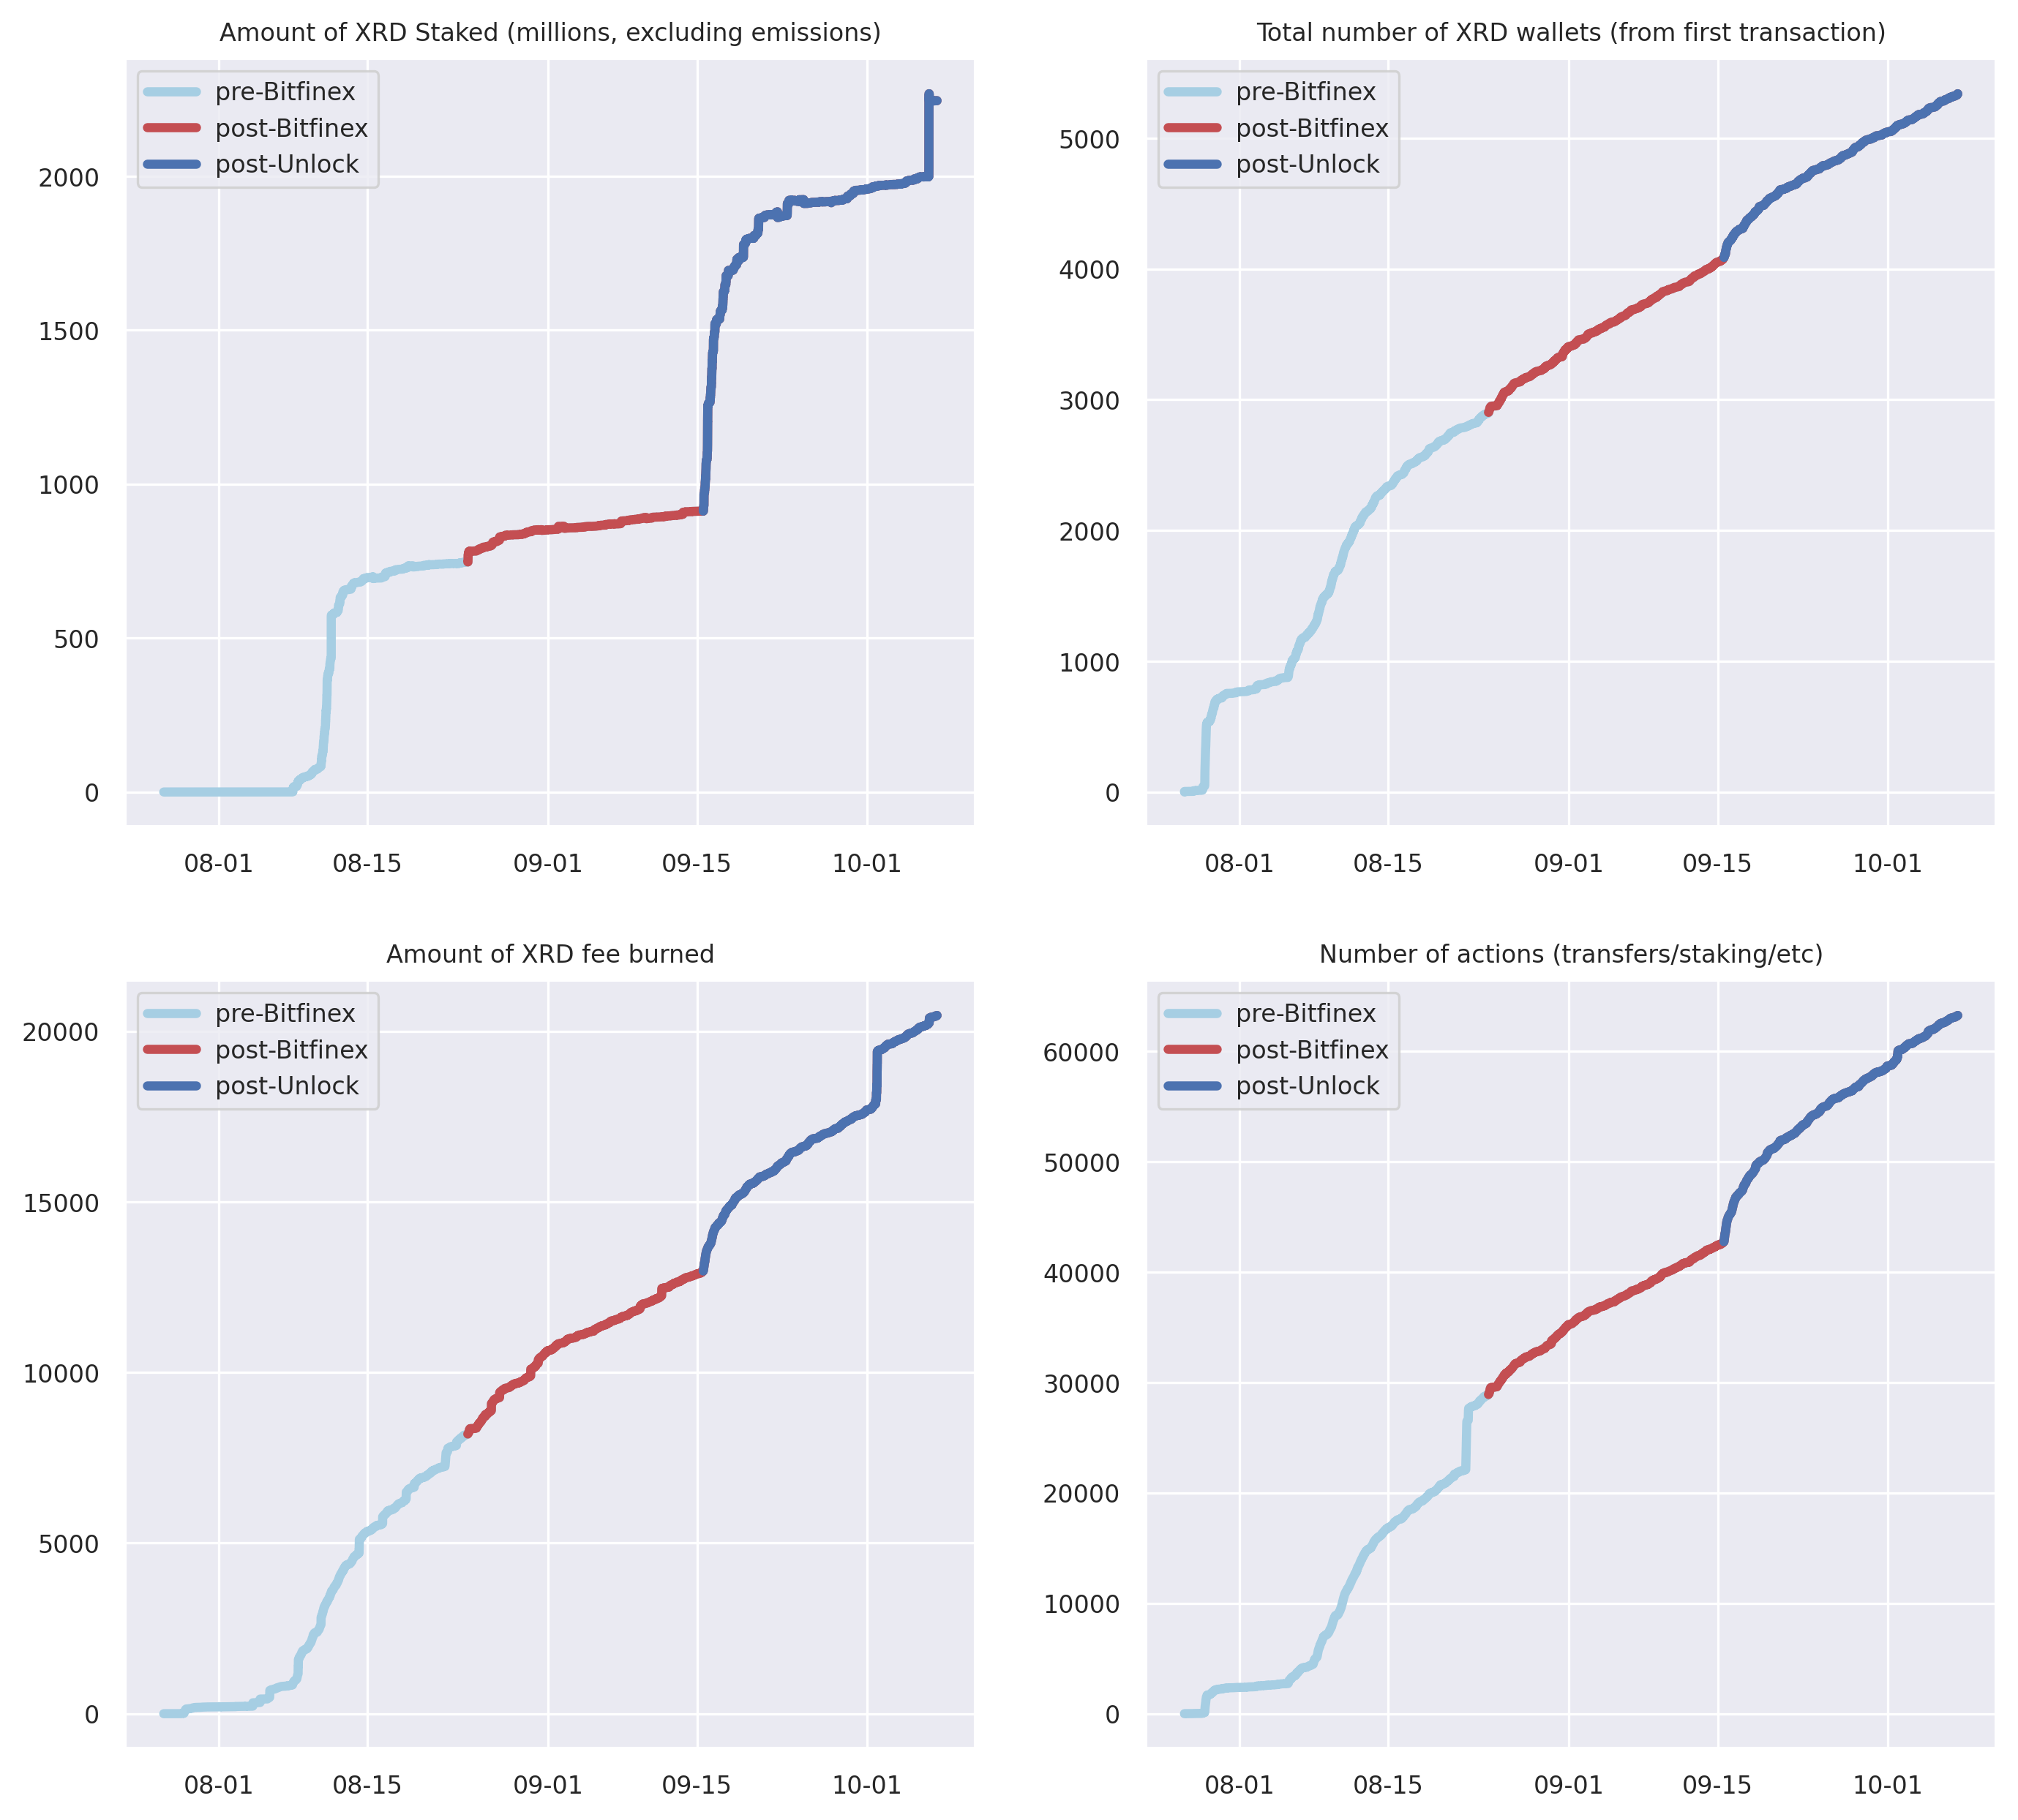 Amount of XRD Staked (millions, excluding emissions)
pre-Bitfinex
post-Bitfinex
post-Unlock
2000
1500
1000
500
0
08-01 08-15 09-01 09-15 10-01
Total number of XRD wallets (from first transaction)
pre-Bitfinex
post-Bitfinex
post-Unlock
5000
4000
3000
2000
1000
0
08-01 08-15 09-01 09-15 10-01
Amount of XRD fee burned
pre-Bitfinex
post-Bitfinex
post-Unlock
20000
15000
10000
5000
0
08-01 08-15 09-01 09-15 10-01
Number of actions (transfers/staking/etc)
pre-Bitfinex
post-Bitfinex
post-Unlock
60000
50000
40000
30000
20000
10000
0
08-01 08-15 09-01 09-15 10-01